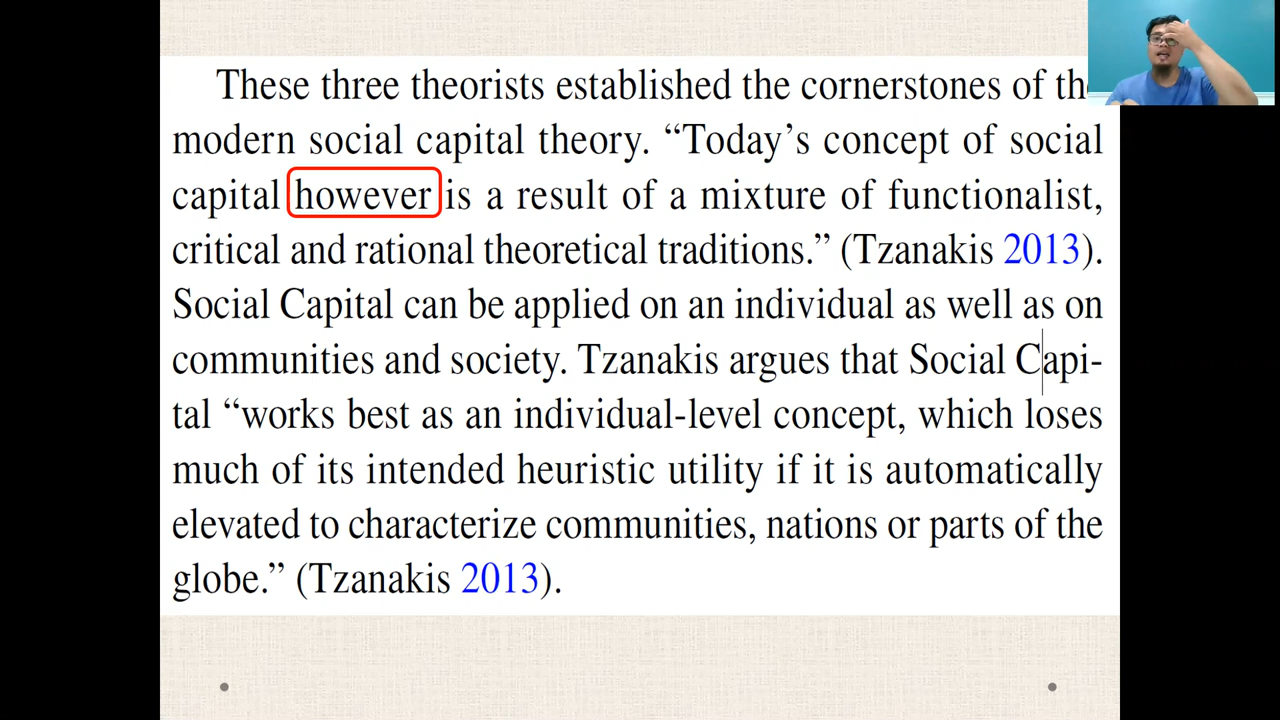 These three theorists established the cornerstones of the
modern social capital theory. “Today’s concept of social
capital however is a result of a mixture of functionalist,
critical and rational theoretical traditions.” (Tzanakis 2013).
Social Capital can be applied on an individual as well as on
communities and society. Tzanakis argues that Social Capi-
tal “works best as an individual-level concept, which loses
much of its intended heuristic utility if it is automatically
elevated to characterize communities, nations or parts of the
globe.” (Tzanakis 2013).